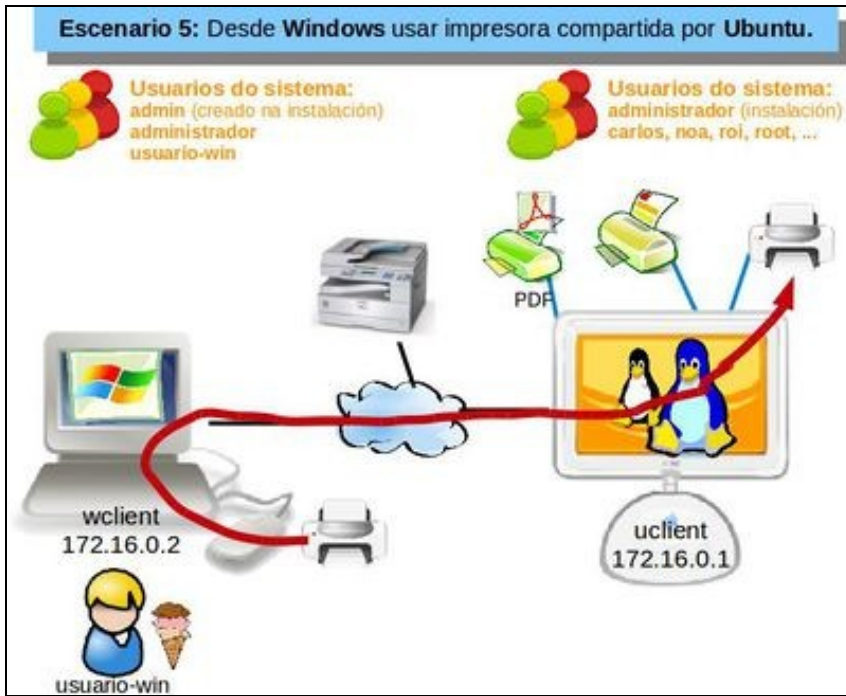 Escenario 5: Desde Windows usar impresora compartida por Ubuntu.
Usuarios do sistema:
admin (creado na instalación)
administrador
usuario-win
Usuarios do sistema:
administrador (instalación)
carlos, noa, roi, root, ...
PDF
wclient
172.16.0.2
uclient
172.16.0.1
usuario-win